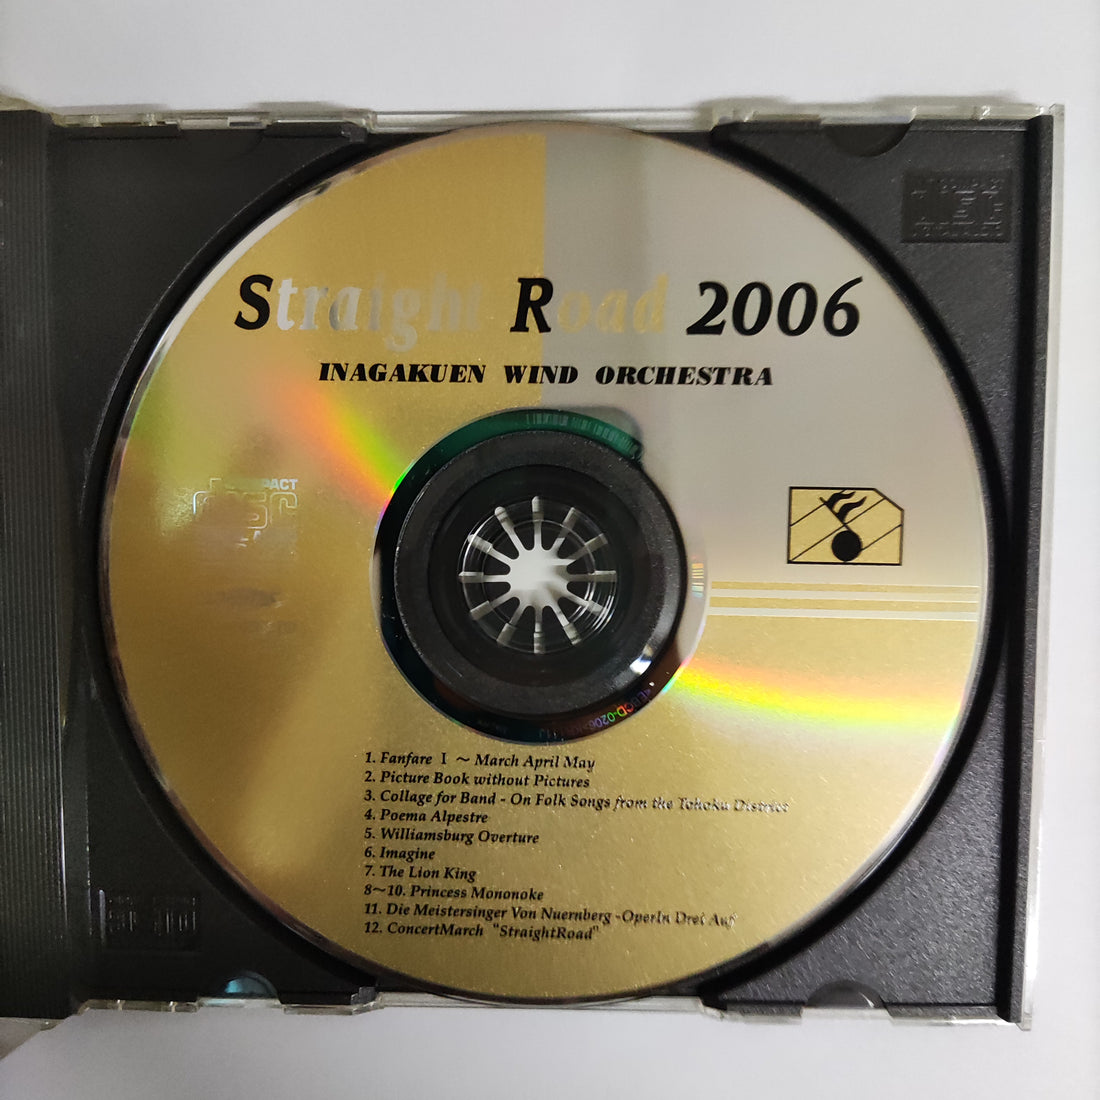 Straight Road 2006
INAGAKUEN WIND ORCHESTRA
COMPACT
disc
1. Fanfare Ⅰ ～ March April May
2. Picture Book without Pictures
3. Collage for Band - On Folk Songs from the Tohoku District
4. Poema Alpestre
5. Williamsburg Overture
6. Imagine
7. The Lion King
8～10. Princess Mononoke
11. Die Meistersinger Von Nuernberg -OperIn Drei Auf
12. ConcertMarch "StraightRoad"